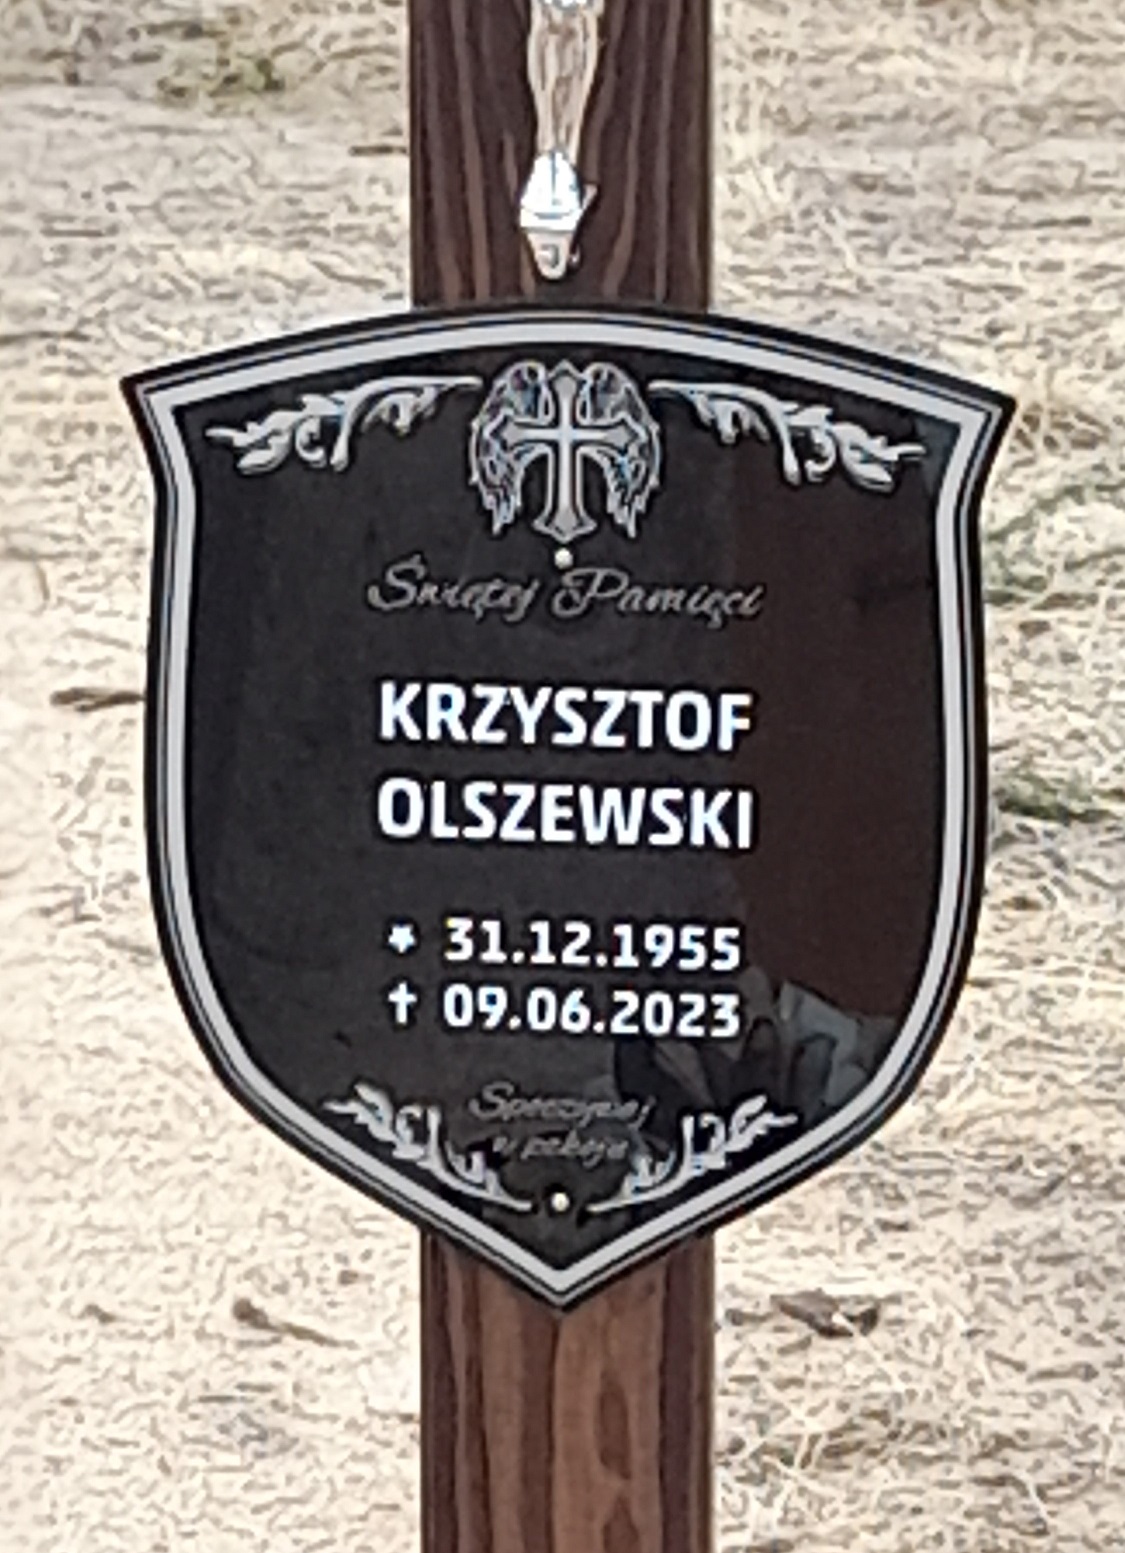 Świętej Pamięci
KRZYSZTOF
OLSZEWSKI
* 31.12.1955
✝ 09.06.2023
Spoczywaj
w pokoju